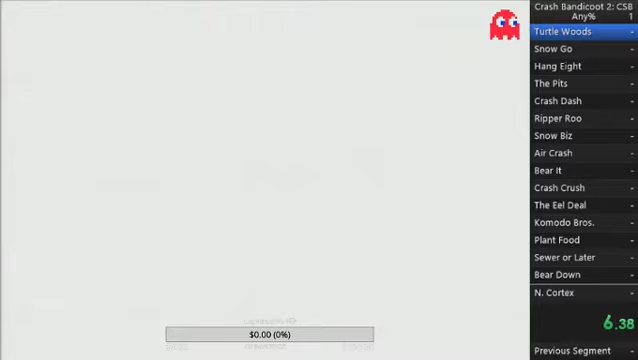 Crash Bandicoot 2: CSB
Any% 1
Turtle Woods -
Snow Go -
Hang Eight -
The Pits -
Crash Dash -
Ripper Roo -
Snow Biz -
Air Crash -
Bear It -
Crash Crush -
The Eel Deal -
Komodo Bros. -
Plant Food -
Sewer or Later -
Bear Down -
N. Cortex -
$0.00 (0%)
6.38
Previous Segment -